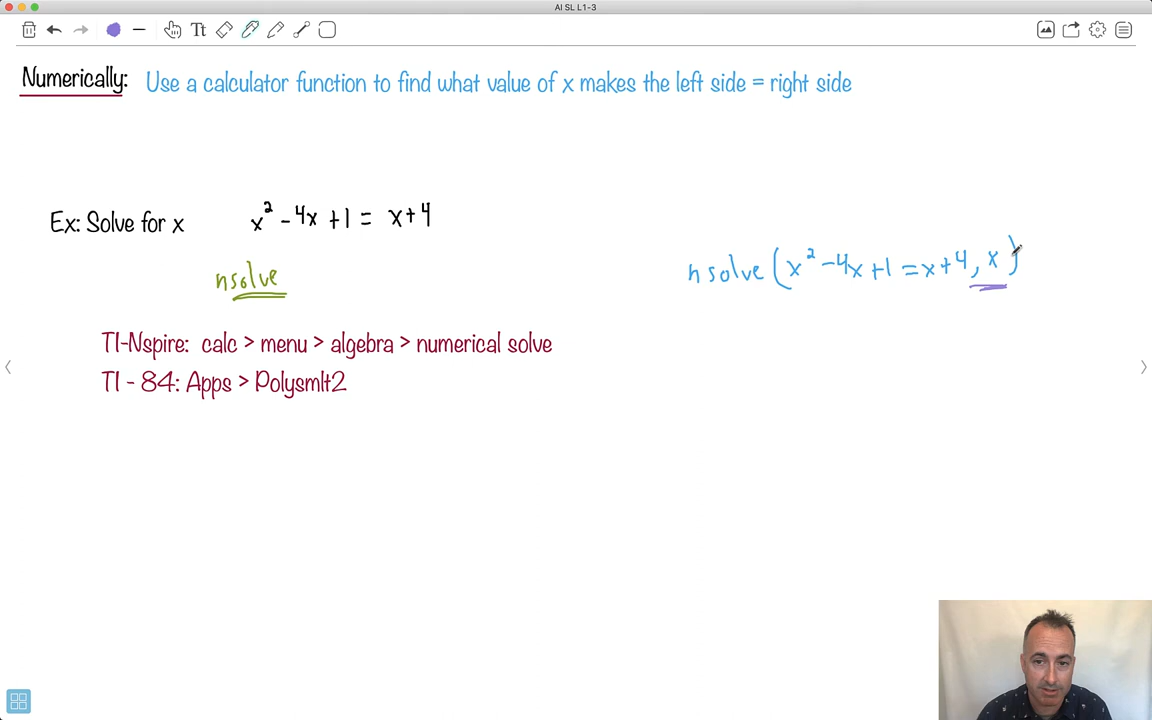 AI SL L1-3
Tt
Numerically: Use a calculator function to find what value of x makes the left side = right side
Ex: Solve for x x² - 4x + 1 = x + 4
nsolve
nsolve (x² - 4x + 1 = x + 4, x)
TI-Nspire: calc > menu > algebra > numerical solve
TI - 84: Apps > Polysmlt2